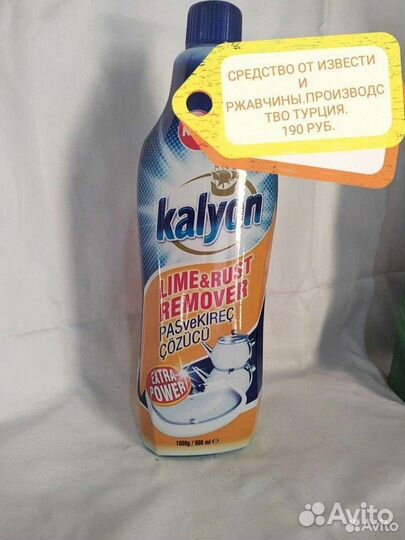 СРЕДСТВО ОТ ИЗВЕСТИ
И
РЖАВЧИНЫ.ПРОИЗВОДС
ТВО ТУРЦИЯ.
190 РУБ.
kalyon
LIME&RUST
REMOVER
PASveKİREÇ
ÇÖZÜCÜ
EXTRA
POWER
1000g / 900 ml e
Avito
Avito